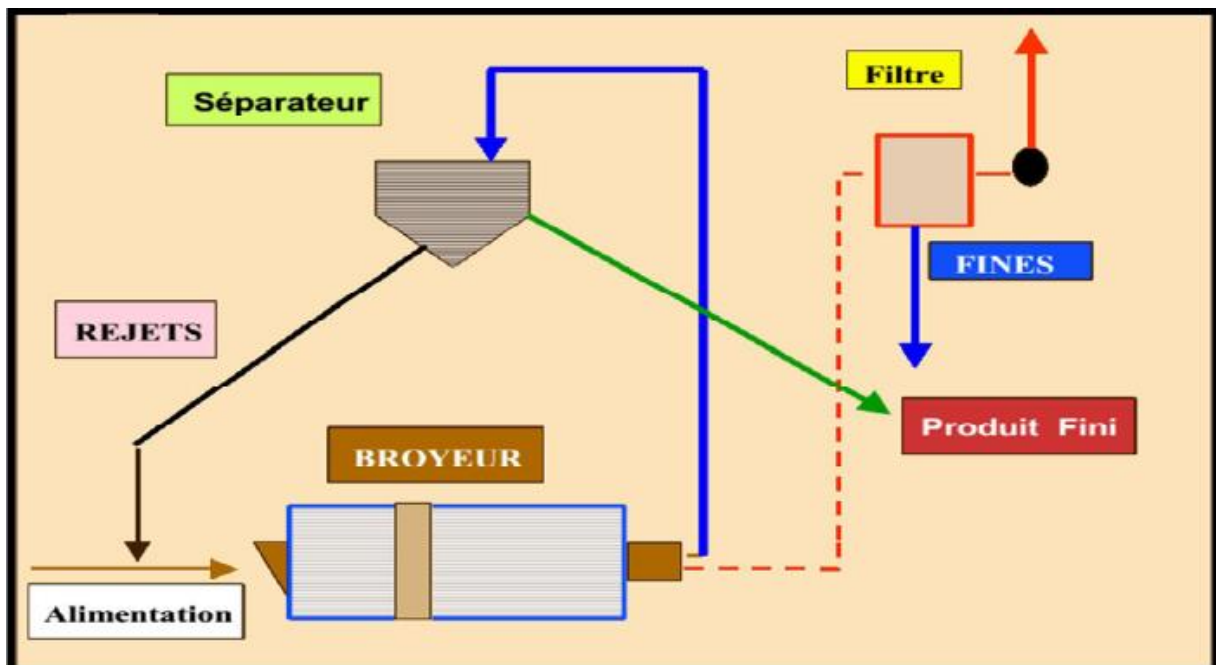 Filtre
Séparateur
FINES
REJETS
Produit Fini
BROYEUR
Alimentation